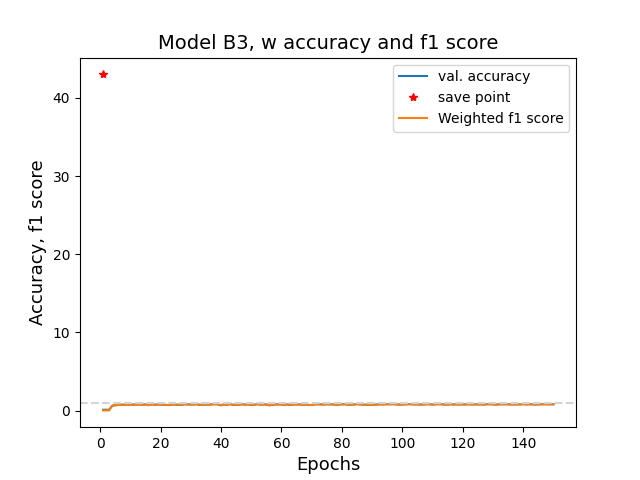 Model B3, w accuracy and f1 score
val. accuracy
save point
Weighted f1 score
Accuracy, f1 score
40
30
20
10
0
0 20 40 60 80 100 120 140
Epochs